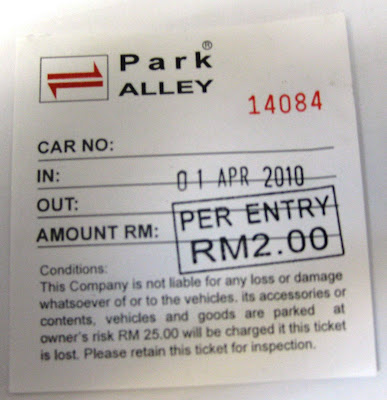 Park ®
ALLEY
14084
CAR NO:
IN: 01 APR 2010
OUT:
AMOUNT RM: PER ENTRY
RM2.00
Conditions:
This Company is not liable for any loss or damage
whatsoever of or to the vehicles. its accessories or
contents, vehicles and goods are parked at
owner's risk RM 25.00 will be charged it this ticket
is lost. Please retain this ticket for inspection.